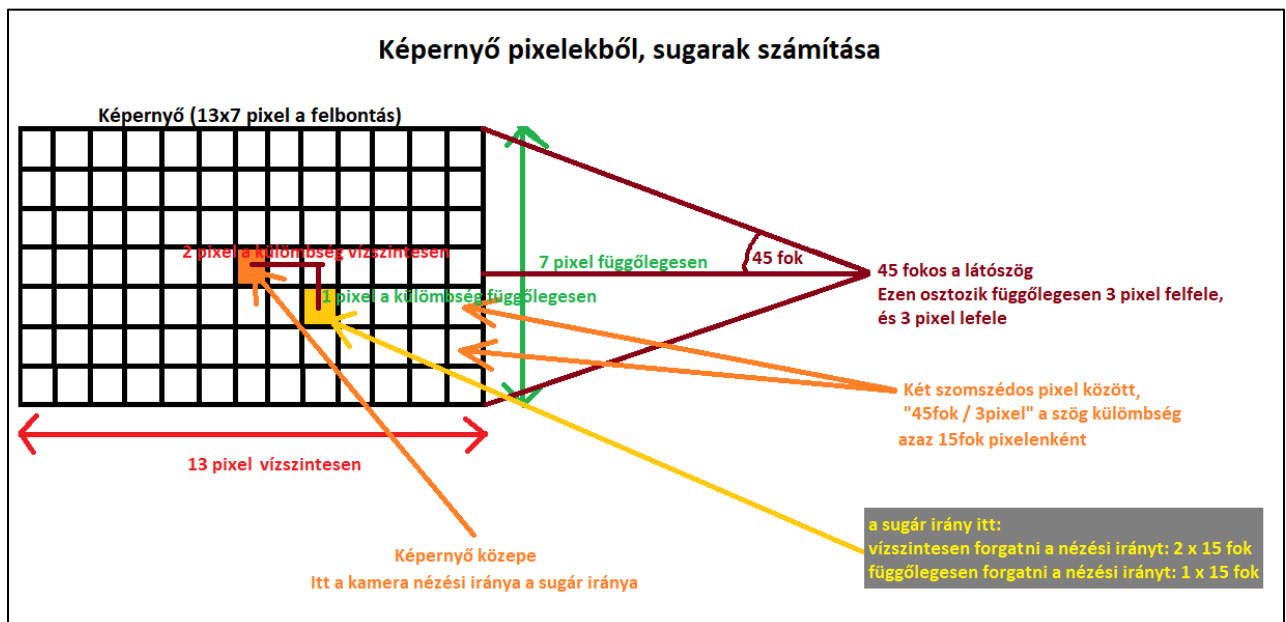 Képernyő pixelekből, sugarak számítása
Képernyő (13x7 pixel a felbontás)
2 pixel a külömbség vízszintesen
1 pixel a külömbség függőlegesen
7 pixel függőlegesen
45 fok
45 fokos a látószög
Ezen osztozik függőlegesen 3 pixel felfele,
és 3 pixel lefele
Két szomszédos pixel között,
"45fok / 3pixel" a szög külömbség
azaz 15fok pixelenként
13 pixel vízszintesen
Képernyő közepe
Itt a kamera nézési iránya a sugár iránya
a sugár irány itt:
vízszintesen forgatni a nézési irányt: 2 x 15 fok
függőlegesen forgatni a nézési irányt: 1 x 15 fok